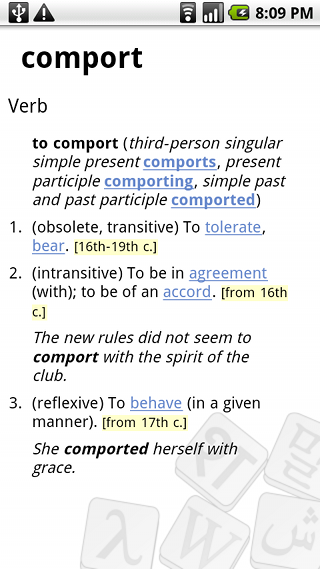 8:09 PM
comport
Verb
to comport (third-person singular
simple present comports, present
participle comporting, simple past
and past participle comported)
1. (obsolete, transitive) To tolerate,
bear. [16th-19th c.]
2. (intransitive) To be in agreement
(with); to be of an accord. [from 16th
c.]
The new rules did not seem to
comport with the spirit of the
club.
3. (reflexive) To behave (in a given
manner). [from 17th c.]
She comported herself with
grace.
λ W